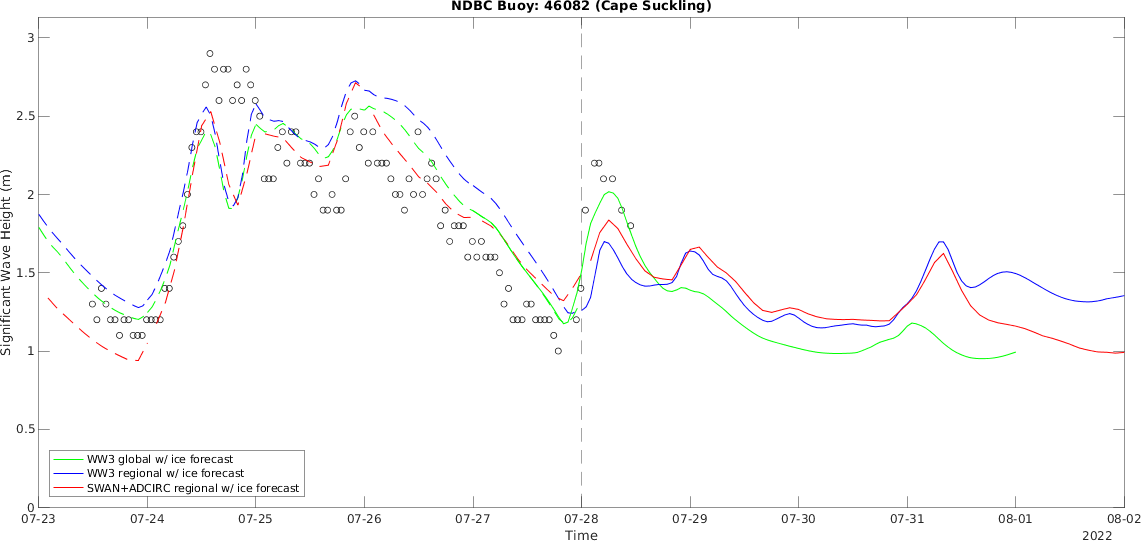 NDBC Buoy: 46082 (Cape Suckling)
Significant Wave Height (m)
3
2.5
2
1.5
1
0.5
0
WW3 global w/ ice forecast
WW3 regional w/ ice forecast
SWAN+ADCIRC regional w/ ice forecast
07-23 07-24 07-25 07-26 07-27 07-28 07-29 07-30 07-31 08-01 08-02
Time
2022